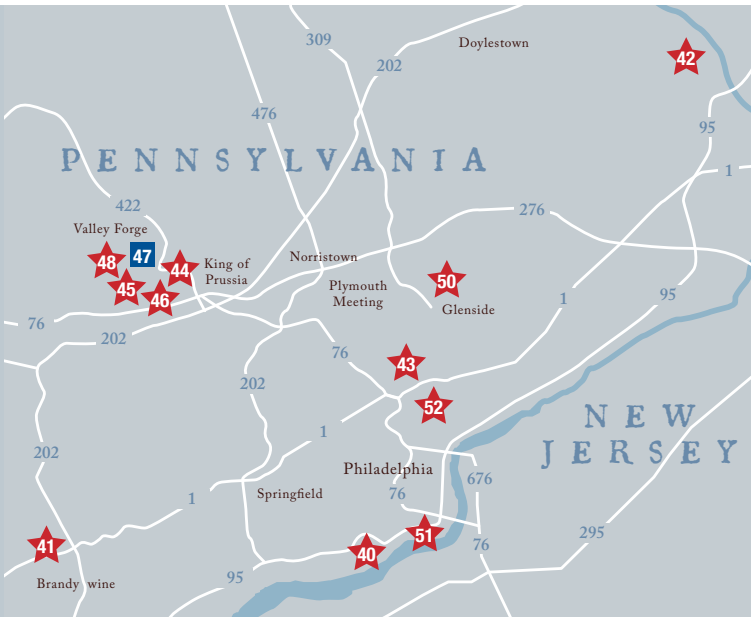 309
Doylestown
202
42
476
95
PENNSYLVANIA
1
422
276
Valley Forge
47
48
44
King of
Prussia
Norristown
45
46
Plymouth
Meeting
50
Glenside
1
95
76
202
76
43
202
52
NEW
JERSEY
1
202
Philadelphia
676
1
Springfield
76
51
295
41
40
76
Brandy wine
95